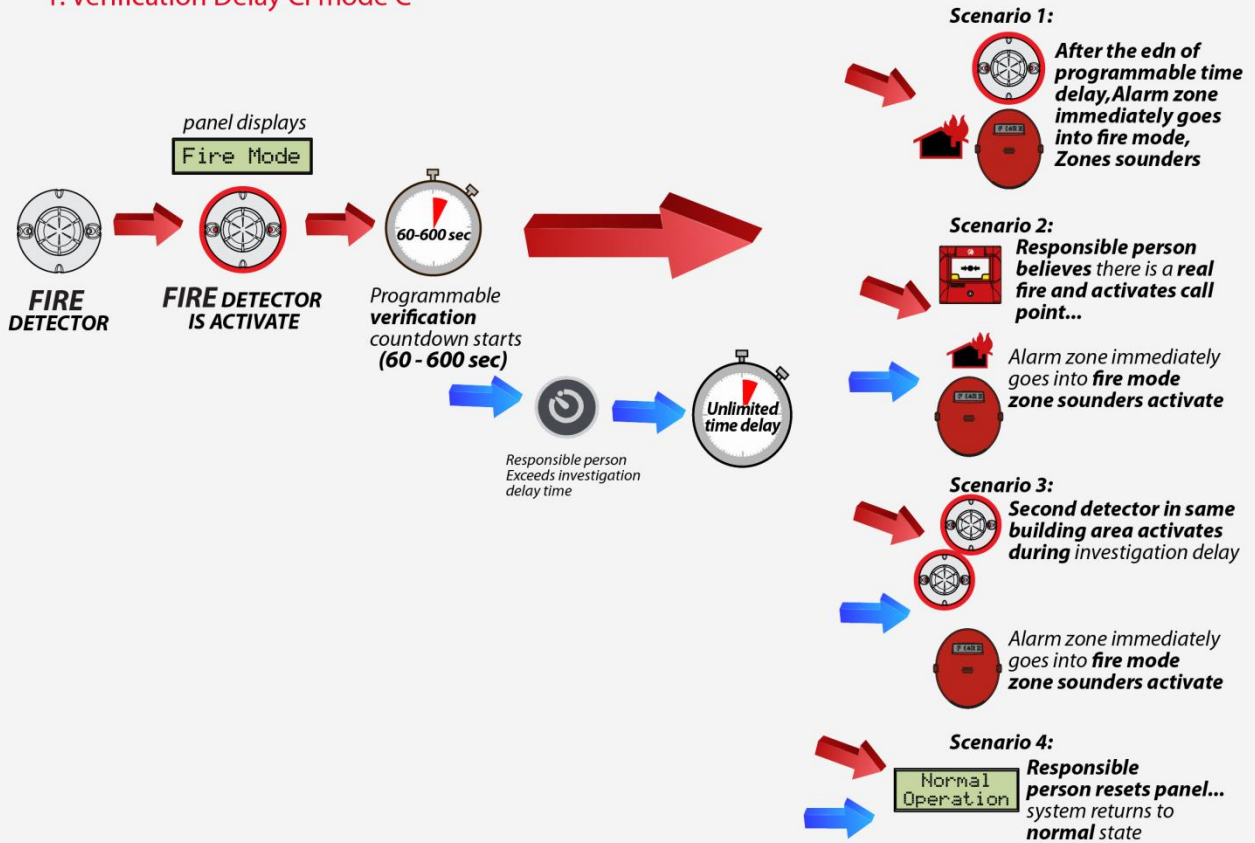 1. Verification Delay CI mode C
panel displays
Fire Mode
FIRE
DETECTOR
FIRE DETECTOR
IS ACTIVATE
60-600 sec
Programmable
verification
countdown starts
(60 - 600 sec)
Responsible person
Exceeds investigation
delay time
Unlimited
time delay
Scenario 1:
After the edn of
programmable time
delay,Alarm zone
immediately goes
into fire mode,
Zones sounders
Scenario 2:
Responsible person
believes there is a real
fire and activates call
point...
Alarm zone immediately
goes into fire mode
zone sounders activate
Scenario 3:
Second detector in same
building area activates
during investigation delay
Alarm zone immediately
goes into fire mode
zone sounders activate
Scenario 4:
Normal
Operation
Responsible
person resets panel...
system returns to
normal state